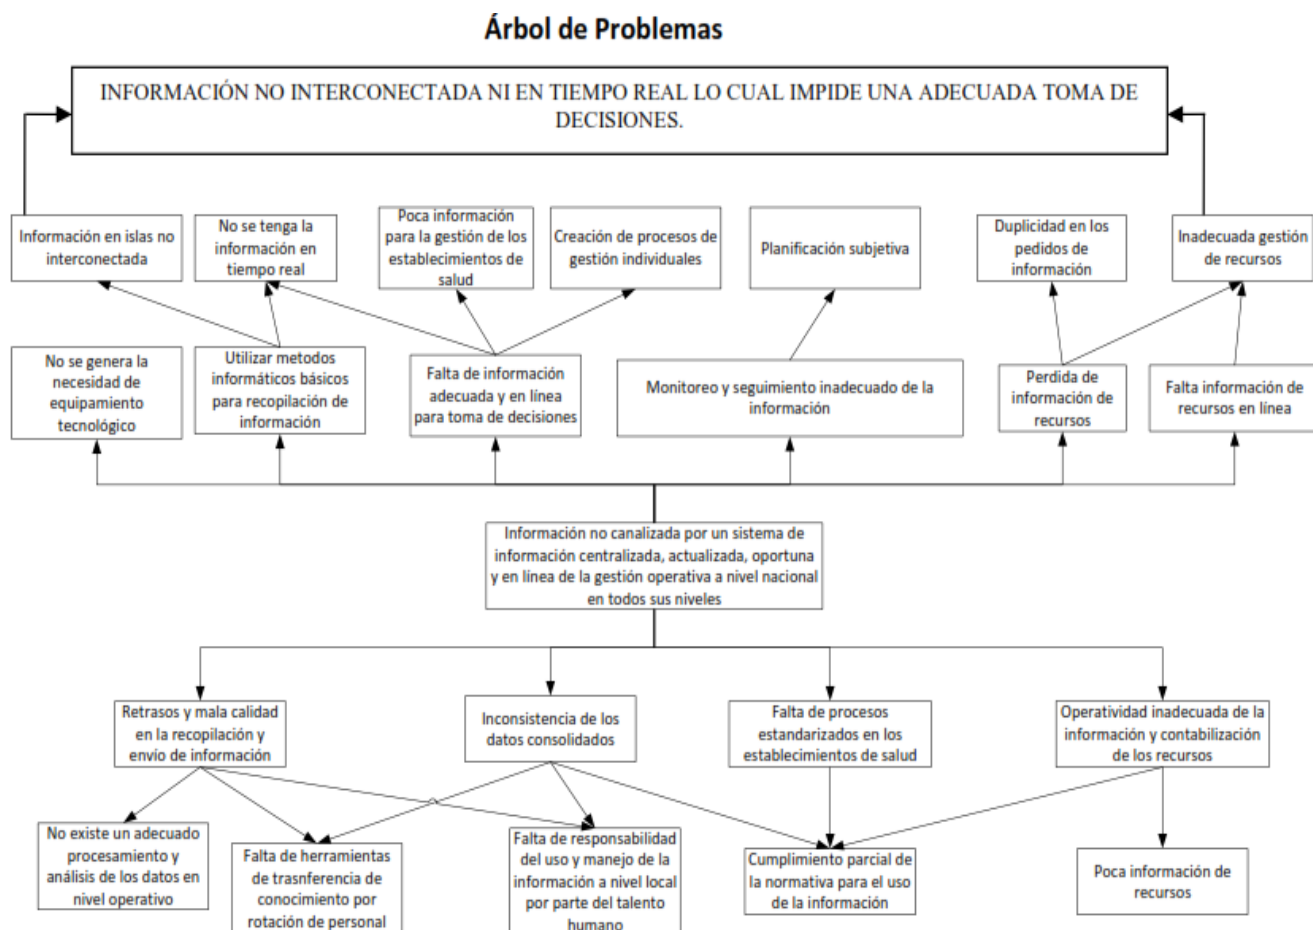 Árbol de Problemas
INFORMACIÓN NO INTERCONECTADA NI EN TIEMPO REAL LO CUAL IMPIDE UNA ADECUADA TOMA DE
DECISIONES.
Información en islas no
interconectada
No se tenga la
información en
tiempo real
Poca información
para la gestión de los
establecimientos de
salud
Creación de procesos de
gestión individuales
Planificación subjetiva
Duplicidad en los
pedidos de
información
Inadecuada gestión
de recursos
No se genera la
necesidad de
equipamiento
tecnológico
Utilizar metodos
informáticos básicos
para recopilación de
información
Falta de información
adecuada y en línea
para toma de decisiones
Monitoreo y seguimiento inadecuado de la
información
Perdida de
información de
recursos
Falta información de
recursos en línea
Información no canalizada por un sistema de
información centralizada, actualizada, oportuna
y en línea de la gestión operativa a nivel nacional
en todos sus niveles
Retrasos y mala calidad
en la recopilación y
envío de información
Inconsistencia de los
datos consolidados
Falta de procesos
estandarizados en los
establecimientos de salud
Operatividad inadecuada de la
información y contabilización
de los recursos
No existe un adecuado
procesamiento y
análisis de los datos en
nivel operativo
Falta de herramientas
de trasnferencia de
conocimiento por
rotación de personal
Falta de responsabilidad
del uso y manejo de la
información a nivel local
por parte del talento
humano
Cumplimiento parcial de
la normativa para el uso
de la información
Poca información de
recursos